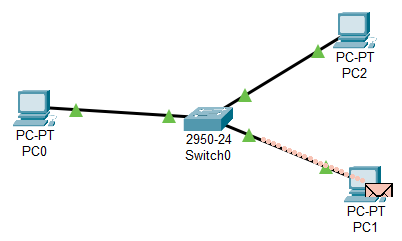 PC-PT
PC2
PC-PT
PC0
2950-24
Switch0
PC-PT
PC1